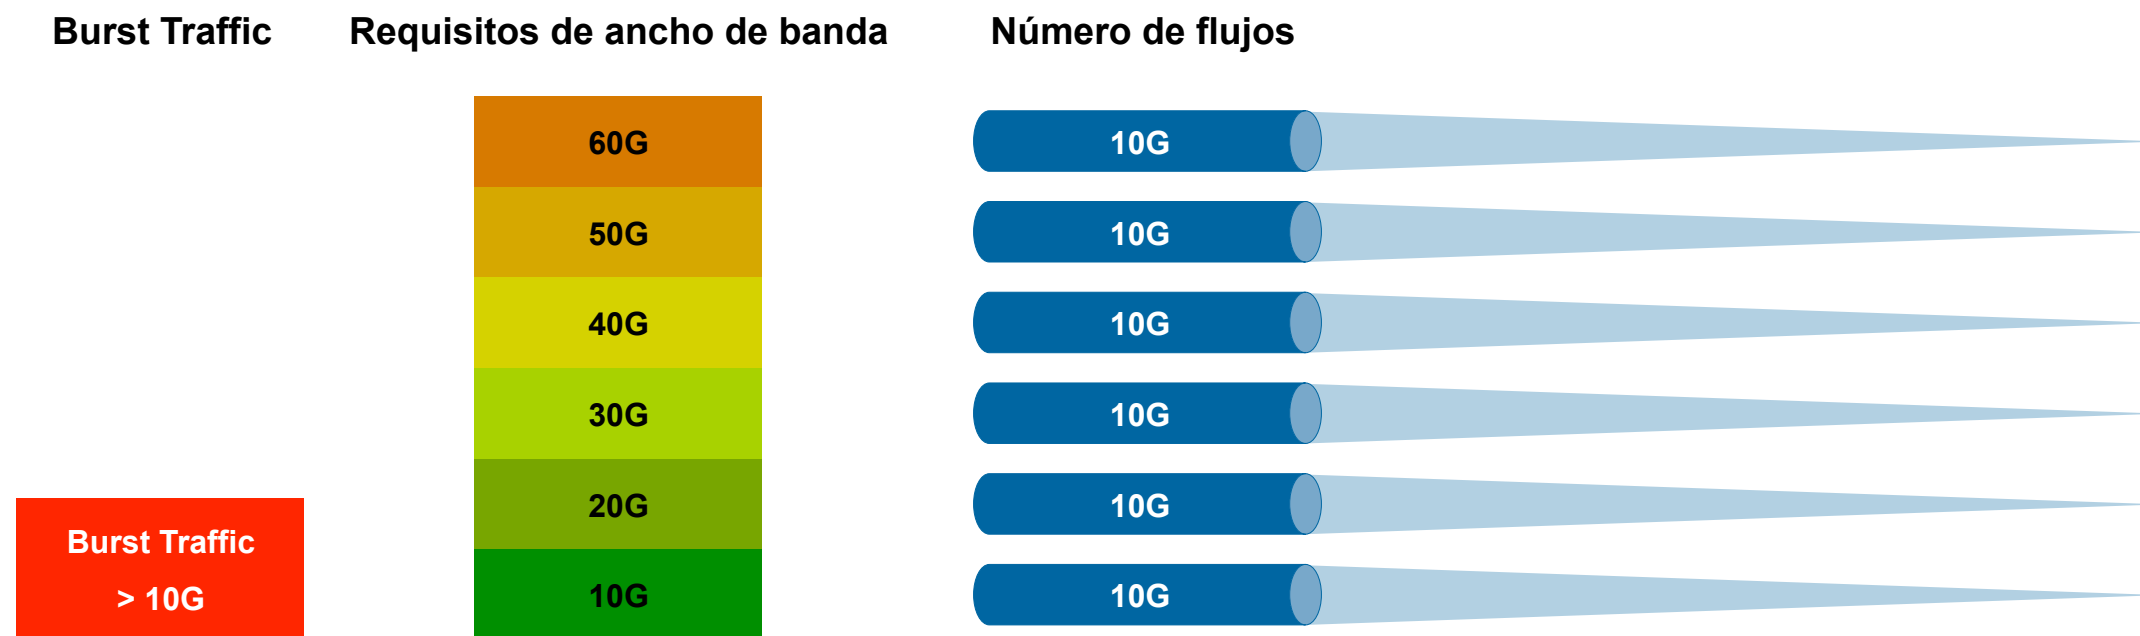 Burst Traffic
Requisitos de ancho de banda
Número de flujos
60G
10G
50G
10G
40G
10G
30G
10G
20G
10G
Burst Traffic
> 10G
10G
10G